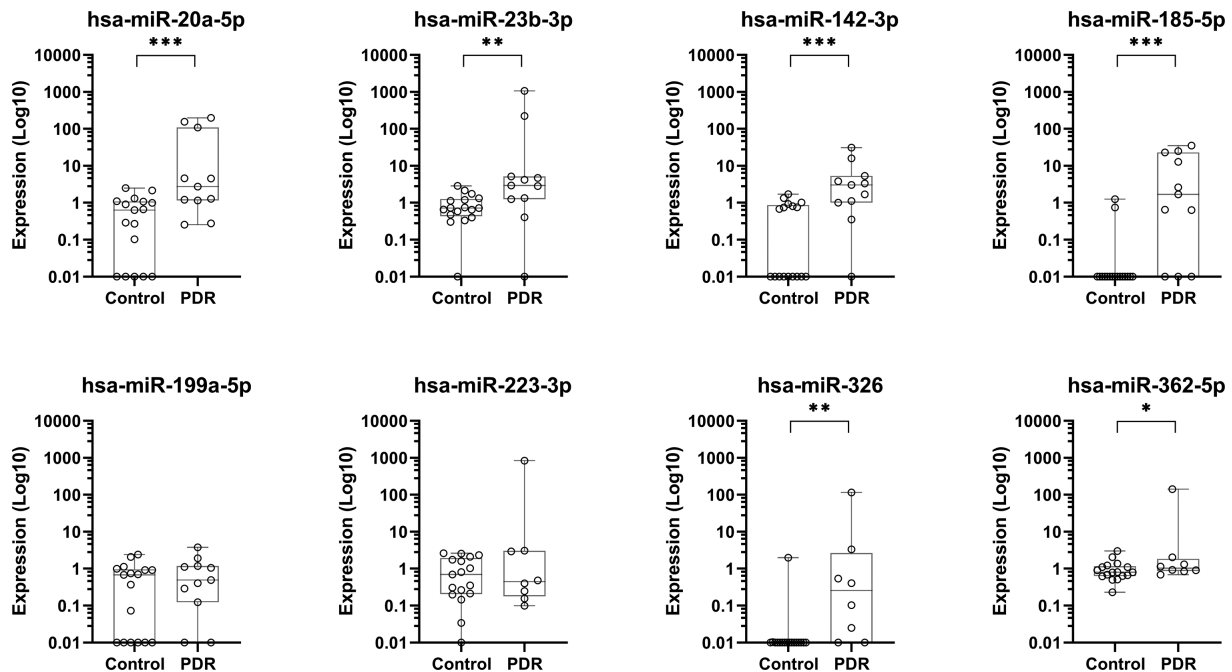 hsa-miR-20a-5p
***
Expression (Log10)
10000
1000
100
10
1
0.1
0.01
Control PDR
hsa-miR-23b-3p
**
Expression (Log10)
10000
1000
100
10
1
0.1
0.01
Control PDR
hsa-miR-142-3p
***
Expression (Log10)
10000
1000
100
10
1
0.1
0.01
Control PDR
hsa-miR-185-5p
***
Expression (Log10)
10000
1000
100
10
1
0.1
0.01
Control PDR
hsa-miR-199a-5p
Expression (Log10)
10000
1000
100
10
1
0.1
0.01
Control PDR
hsa-miR-223-3p
Expression (Log10)
10000
1000
100
10
1
0.1
0.01
Control PDR
hsa-miR-326
**
Expression (Log10)
10000
1000
100
10
1
0.1
0.01
Control PDR
hsa-miR-362-5p
*
Expression (Log10)
10000
1000
100
10
1
0.1
0.01
Control PDR